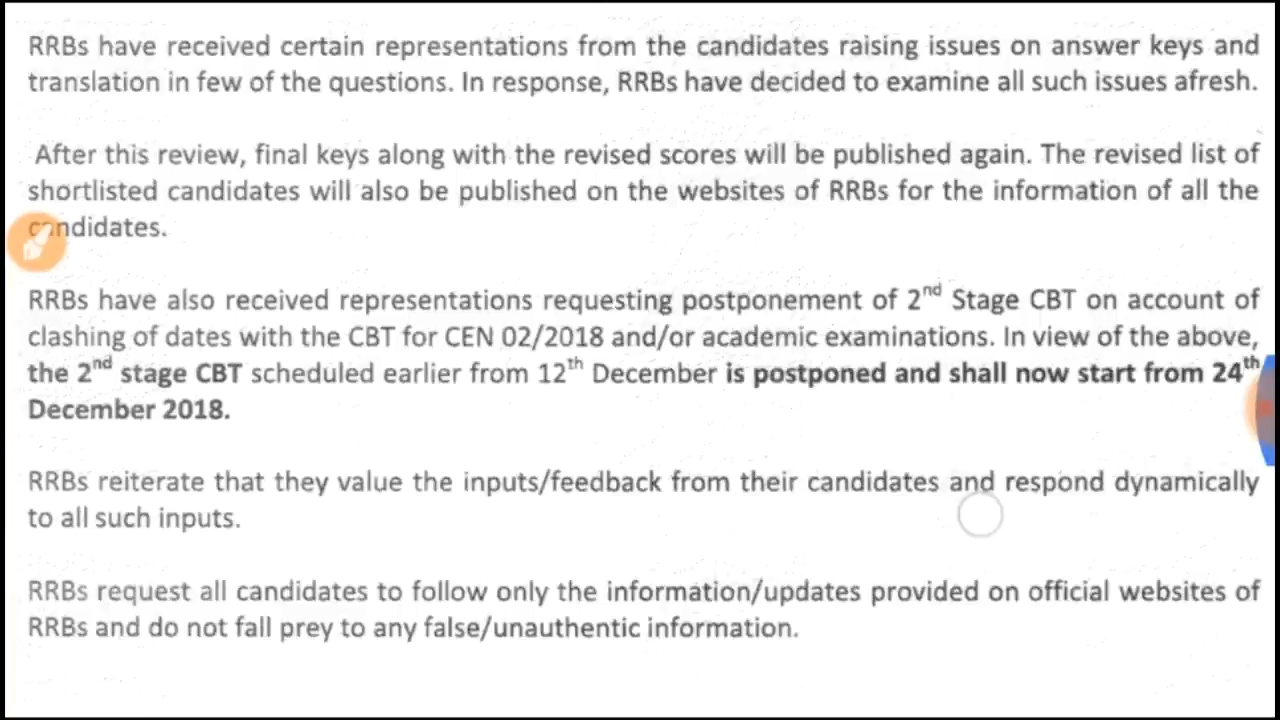 RRBs have received certain representations from the candidates raising issues on answer keys and
translation in few of the questions. In response, RRBs have decided to examine all such issues afresh.
After this review, final keys along with the revised scores will be published again. The revised list of
shortlisted candidates will also be published on the websites of RRBs for the information of all the
candidates.
RRBs have also received representations requesting postponement of 2nd Stage CBT on account of
clashing of dates with the CBT for CEN 02/2018 and/or academic examinations. In view of the above,
the 2nd stage CBT scheduled earlier from 12th December is postponed and shall now start from 24th
December 2018.
RRBs reiterate that they value the inputs/feedback from their candidates and respond dynamically
to all such inputs.
RRBs request all candidates to follow only the information/updates provided on official websites of
RRBs and do not fall prey to any false/unauthentic information.